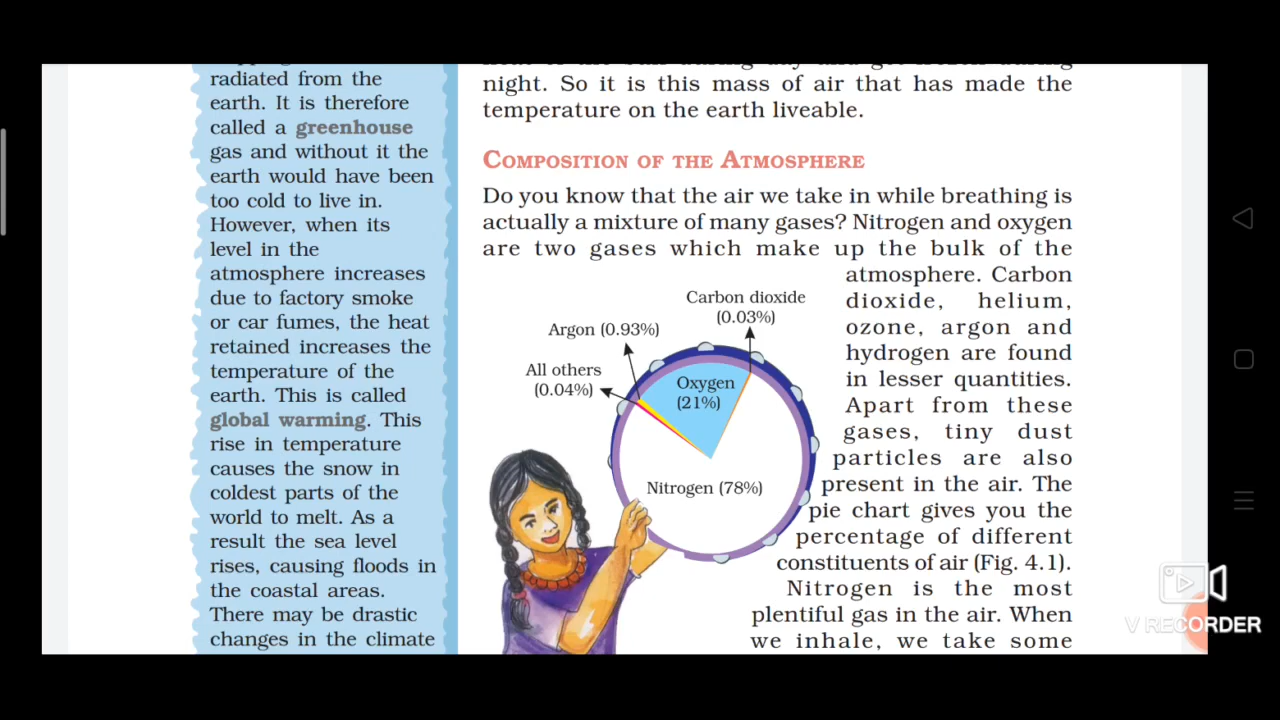 radiated from the
earth. It is therefore
called a greenhouse
gas and without it the
earth would have been
too cold to live in.
However, when its
level in the
atmosphere increases
due to factory smoke
or car fumes, the heat
retained increases the
temperature of the
earth. This is called
global warming. This
rise in temperature
causes the snow in
coldest parts of the
world to melt. As a
result the sea level
rises, causing floods in
the coastal areas.
There may be drastic
changes in the climate
night. So it is this mass of air that has made the
temperature on the earth liveable.
COMPOSITION OF THE ATMOSPHERE
Do you know that the air we take in while breathing is
actually a mixture of many gases? Nitrogen and oxygen
are two gases which make up the bulk of the
atmosphere. Carbon
dioxide, helium,
ozone, argon and
hydrogen are found
in lesser quantities.
Apart from these
gases, tiny dust
particles are also
present in the air. The
pie chart gives you the
percentage of different
constituents of air (Fig. 4.1).
Nitrogen is the most
plentiful gas in the air. When
we inhale, we take some
Carbon dioxide
(0.03%)
Argon (0.93%)
All others
(0.04%)
Oxygen
(21%)
Nitrogen (78%)
V RECORDER